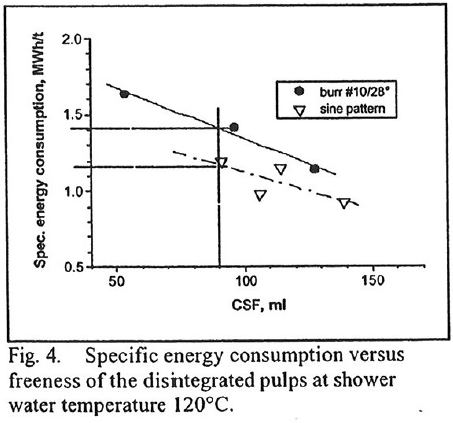 2.0
1.5
1.0
0.5
Spec. energy consumption, MWh/t
burr #10/28°
sine pattern
50
100
150
CSF, ml
Fig. 4. Specific energy consumption versus
freeness of the disintegrated pulps at shower
water temperature 120°C.